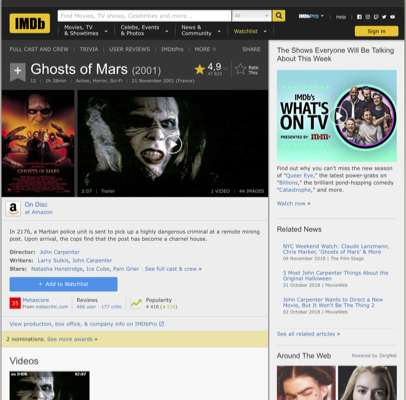 IMDb
Find Movies, TV shows, Celebrities and more...
All
IMDbPro
Help
Movies, TV
& Showtimes
Celebs, Events
& Photos
News &
Community
Watchlist
Sign in
FULL CAST AND CREW | TRIVIA | USER REVIEWS | IMDbPro | MORE
SHARE
Ghosts of Mars (2001)
4,9
Rate
This
12 | 1h 38min | Action, Horror, Sci-Fi | 21 November 2001 (France)
GHOSTS OF MARS
2:07 | Trailer
1 VIDEO | 44 IMAGES
On Disc
at Amazon
In 2176, a Martian police unit is sent to pick up a highly dangerous criminal at a remote mining
post. Upon arrival, the cops find that the post has become a charnel house.
Director: John Carpenter
Writers: Larry Sulkis, John Carpenter
Stars: Natasha Henstridge, Ice Cube, Pam Grier | See full cast & crew »
+ Add to Watchlist
35
Metascore
From metacritic.com
Reviews
466 user | 177 critic
Popularity
View production, box office, & company info on IMDbPro
2 nominations. See more awards »
Videos
The Shows Everyone Will Be Talking
About This Week
IMDb's
WHAT'S
ON TV
PRESENTED BY m&m's
Find out why you can't miss the new season
of "Queer Eye," the latest power-grabs on
"Billions," the brilliant pond-hopping comedy
"Catastrophe," and more.
Watch now »
Related News
NYC Weekend Watch: Claude Lanzmann,
Chris Marker, 'Ghosts of Mars' & More
09 November 2018 | The Film Stage
5 Most John Carpenter Things About the
Original Halloween
31 October 2018 | MovieWeb
John Carpenter Wants to Direct a New
Movie, But It Won't Be The Thing 2
01 October 2018 | MovieWeb
See all related articles »
Around The Web
Powered by ZergNet